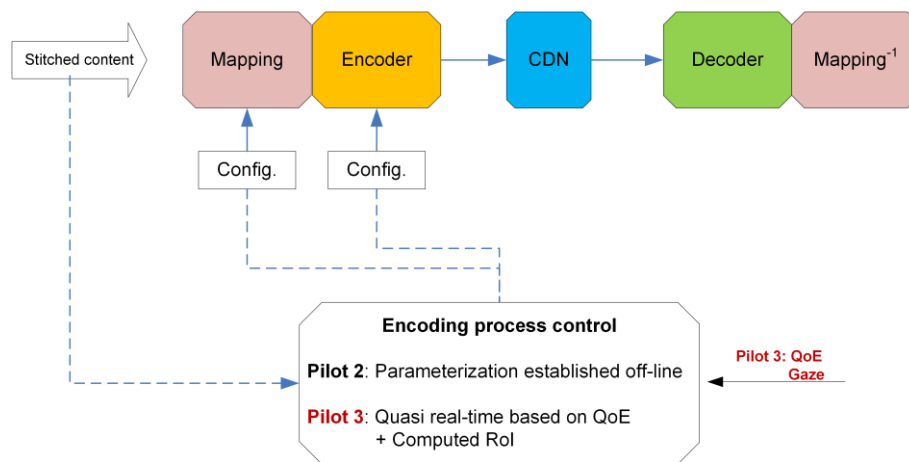 Stitched content
Mapping
Encoder
CDN
Decoder
Mapping⁻¹
Config.
Config.
Encoding process control
Pilot 2: Parameterization established off-line
Pilot 3: Quasi real-time based on QoE
+ Computed RoI
Pilot 3: QoE
Gaze